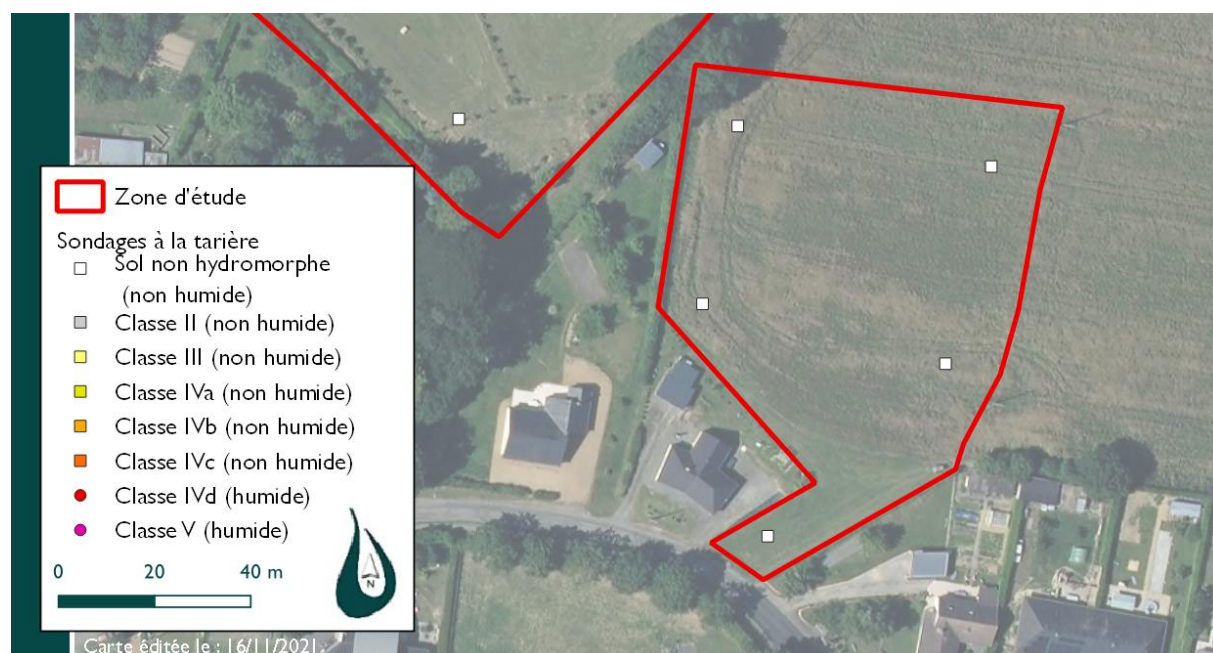 Zone d'étude
Sondages à la tarière
Sol non hydromorphe
(non humide)
Classe II (non humide)
Classe III (non humide)
Classe IVa (non humide)
Classe IVb (non humide)
Classe IVc (non humide)
Classe IVd (humide)
Classe V (humide)
N
0 20 40 m
Carte éditée le : 16/11/2021.